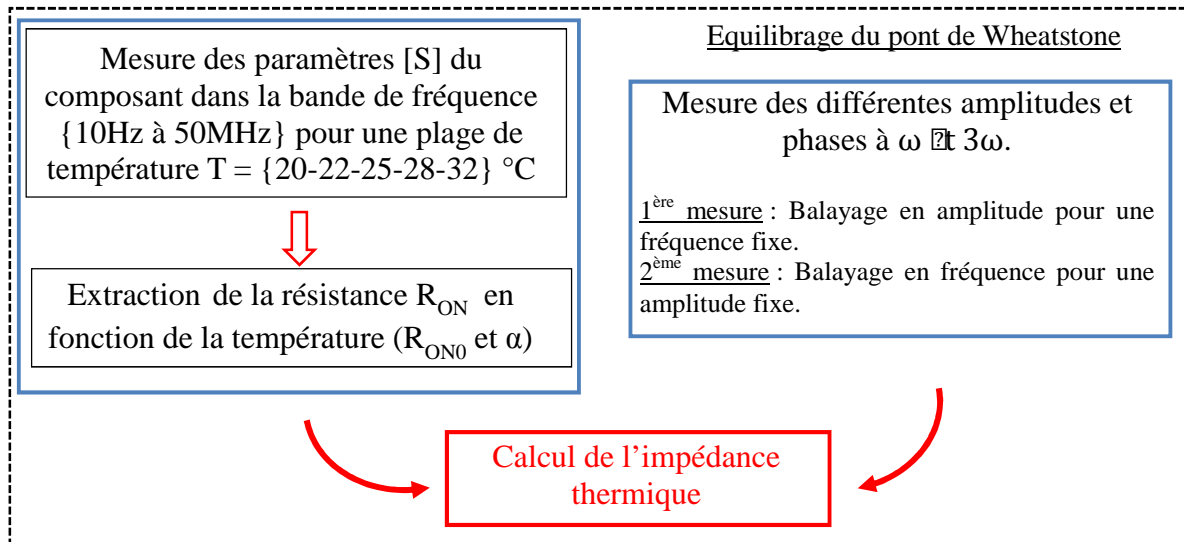 Mesure des paramètres [S] du
composant dans la bande de fréquence
{10Hz à 50MHz} pour une plage de
température T = {20-22-25-28-32} °C
Extraction de la résistance R_ON en
fonction de la température (R_ON0 et α)
Equilibrage du pont de Wheatstone
Mesure des différentes amplitudes et
phases à ω 3ω.
1ère mesure : Balayage en amplitude pour une
fréquence fixe.
2ème mesure : Balayage en fréquence pour une
amplitude fixe.
Calcul de l’impédance
thermique